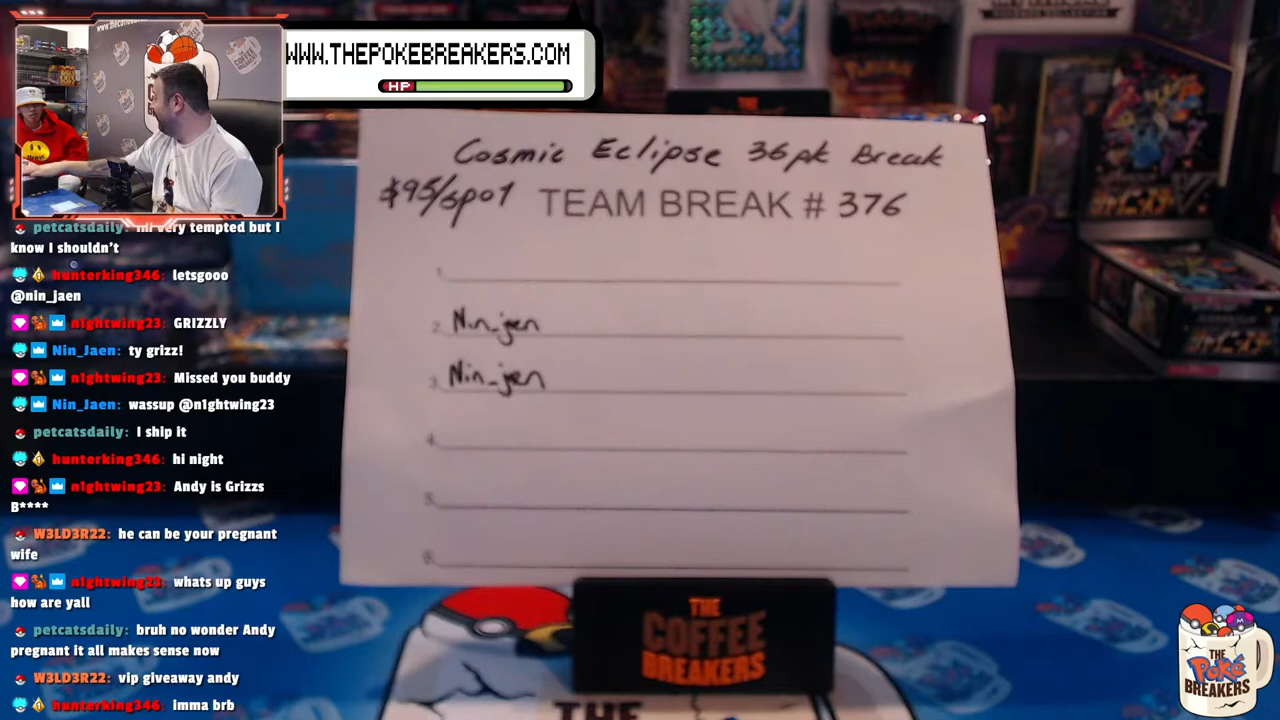 WWW.THEPOKEBREAKERS.COM
HP
Cosmic Eclipse 36pk Break
$95/spot TEAM BREAK # 376
1.
2. Nin_jen
3. Nin_jen
4.
5.
6.
petcatsdaily: im very tempted but I
know I shouldn't
hunterking346: letsgooo
@nin_jaen
n1ghtwing23: GRIZZLY
Nin_Jaen: ty grizz!
n1ghtwing23: Missed you buddy
Nin_Jaen: wassup @n1ghtwing23
petcatsdaily: I ship it
hunterking346: hi night
n1ghtwing23: Andy is Grizzs
B****
W3LD3R22: he can be your pregnant
wife
n1ghtwing23: whats up guys
how are yall
petcatsdaily: bruh no wonder Andy
pregnant it all makes sense now
W3LD3R22: vip giveaway andy
hunterking346: imma brb
THE
COFFEE
BREAKERS
THE
THE
Poké
BREAKERS